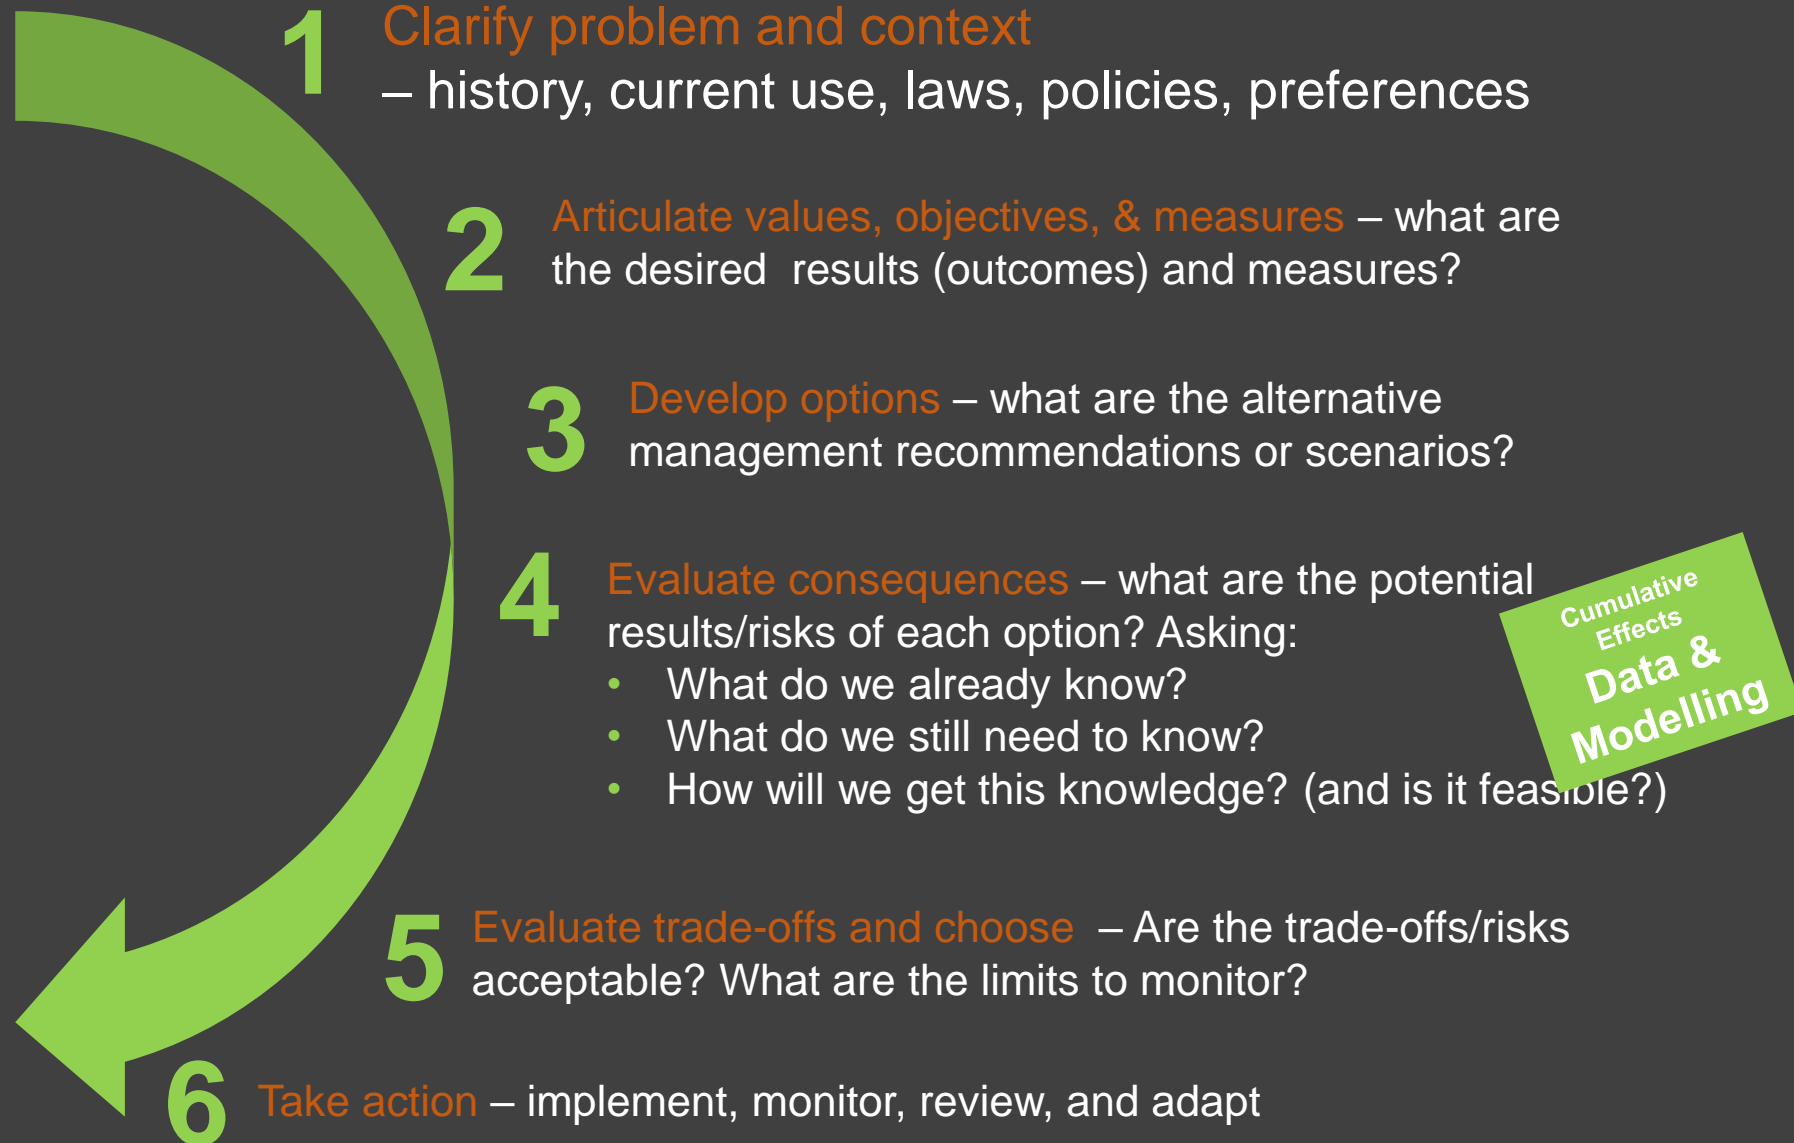 1 Clarify problem and context
– history, current use, laws, policies, preferences
2 Articulate values, objectives, & measures – what are
the desired  results (outcomes) and measures?
3 Develop options – what are the alternative
management recommendations or scenarios?
4 Evaluate consequences – what are the potential
results/risks of each option? Asking:
• What do we already know?
• What do we still need to know?
• How will we get this knowledge? (and is it feasible?)
Cumulative
Effects
Data &
Modelling
5 Evaluate trade-offs and choose  – Are the trade-offs/risks
acceptable? What are the limits to monitor?
6 Take action – implement, monitor, review, and adapt